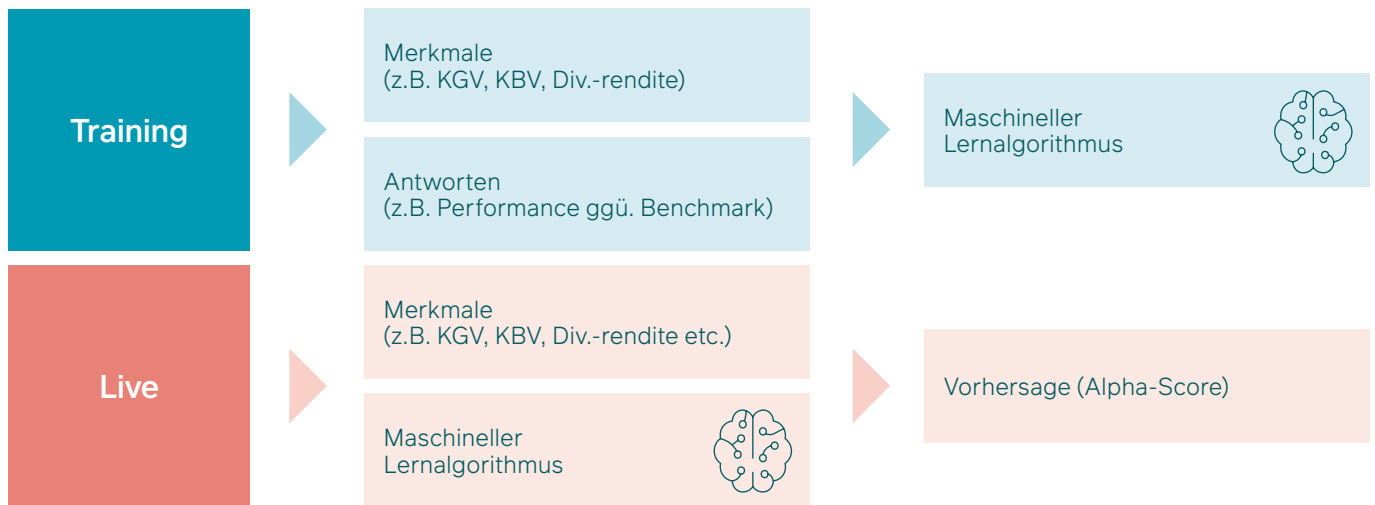 Training
Merkmale
(z.B. KGV, KBV, Div.-rendite)
Antworten
(z.B. Performance ggü. Benchmark)
Maschineller
Lernalgorithmus
Live
Merkmale
(z.B. KGV, KBV, Div.-rendite etc.)
Maschineller
Lernalgorithmus
Vorhersage (Alpha-Score)